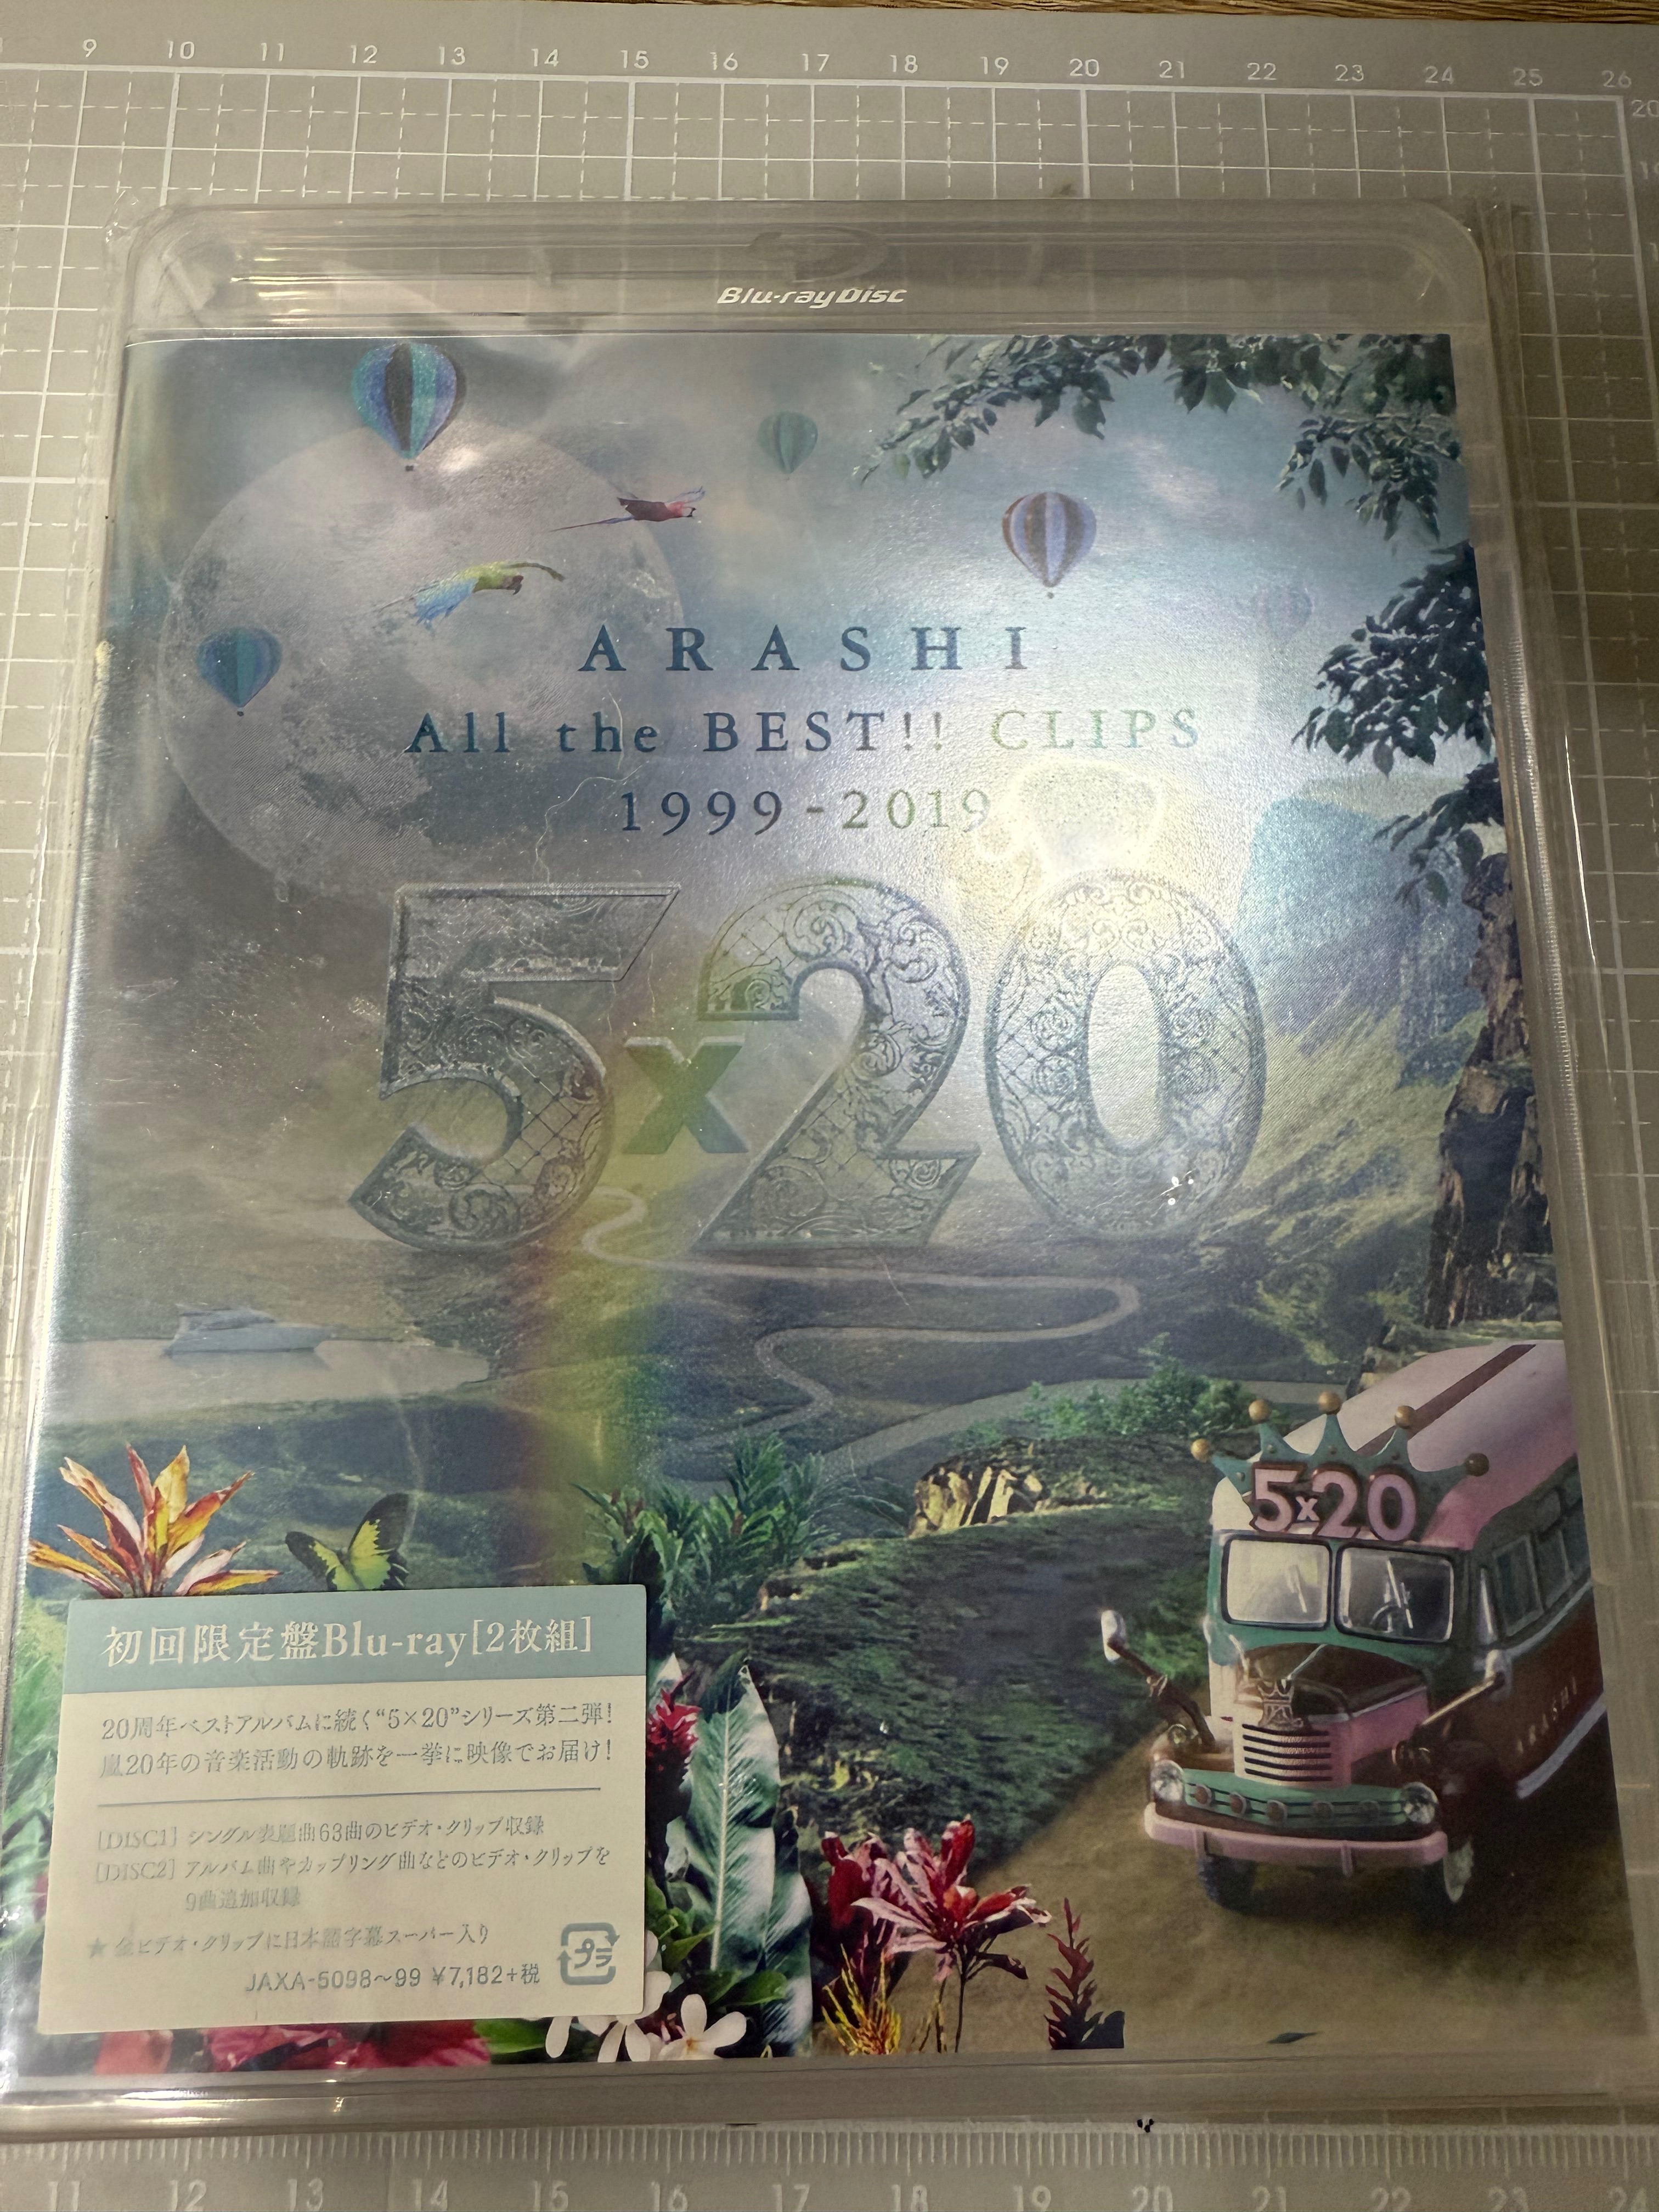 9 10 11 12 13 14 15 16 17 18 19 20 21 22 23 24 25 26
20
Blu-ray Disc
ARASHI
All the BEST!! CLIPS
1999-2019
5x20
5x20
ARASHI
初回限定盤Blu-ray[2枚組]
20周年ベストアルバムに続く“5×20”シリーズ第二弾!
嵐20年の音楽活動の軌跡を一挙に映像でお届け!
[DISC1] シングル表題曲63曲のビデオ・クリップ収録
[DISC2] アルバム曲やカップリング曲などのビデオ・クリップを
9曲追加収録
★ 全ビデオ・クリップに日本語字幕スーパー入り
JAXA-5098～99 ¥7,182+税
プラ
11 12 13 14 15 16 17 18 19 20 21 22 23 24